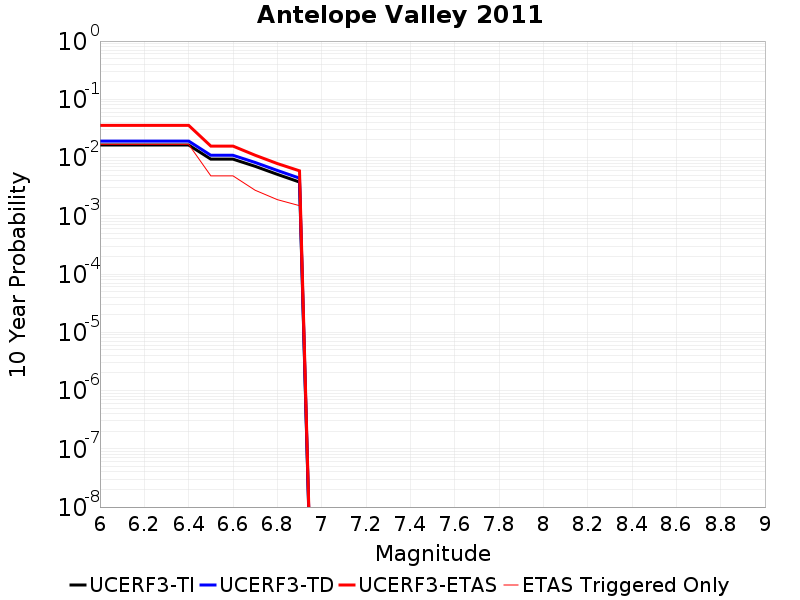 Antelope Valley 2011
10^0
10^-1
10^-2
10^-3
10^-4
10^-5
10^-6
10^-7
10^-8
10 Year Probability
6 6.2 6.4 6.6 6.8 7 7.2 7.4 7.6 7.8 8 8.2 8.4 8.6 8.8 9
Magnitude
UCERF3-TI UCERF3-TD UCERF3-ETAS ETAS Triggered Only